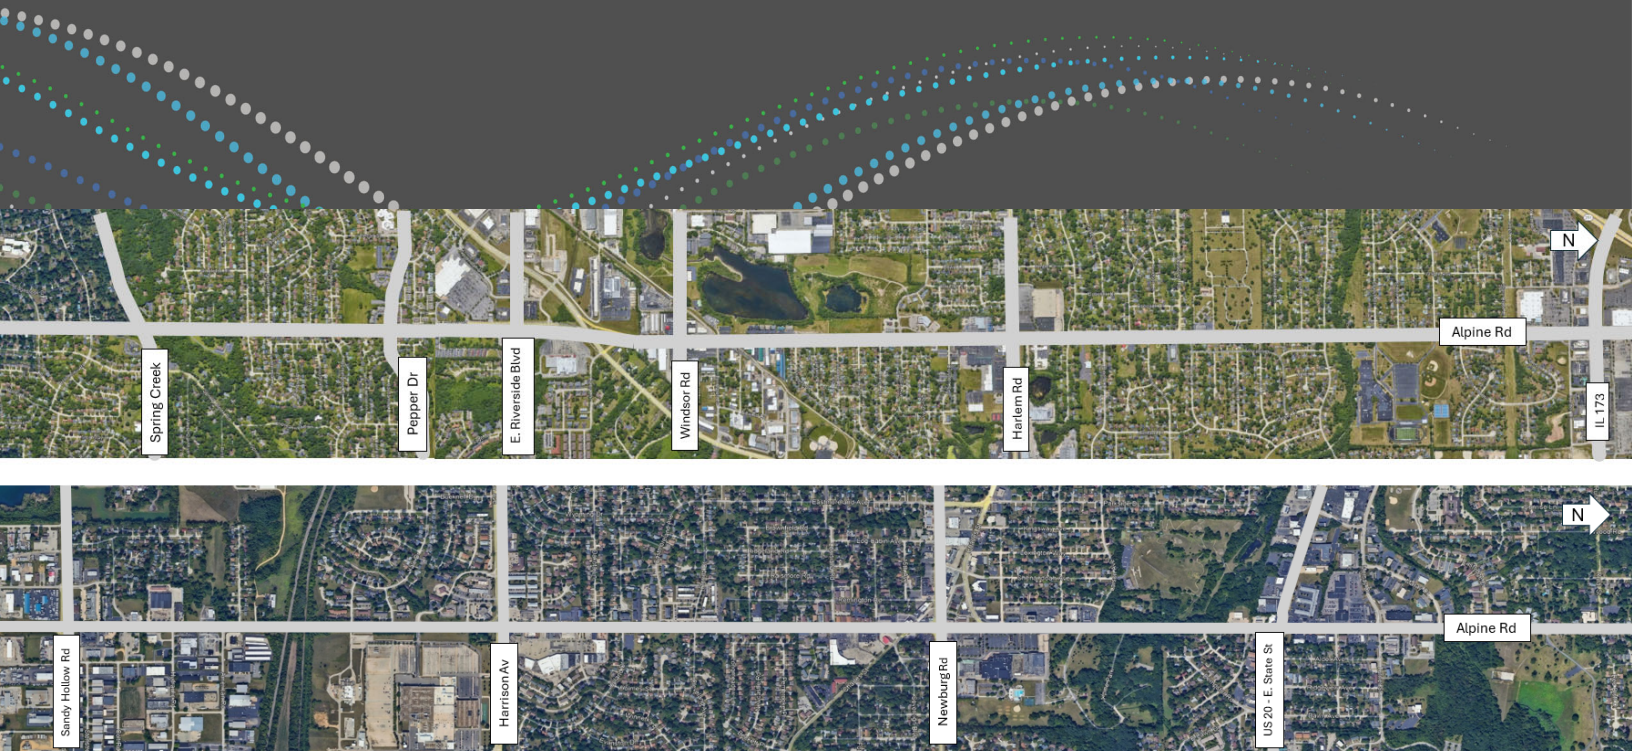 N
Alpine Rd
Spring Creek
Pepper Dr
E. Riverside Blvd
Windsor Rd
Harlem Rd
IL 173
N
Alpine Rd
Sandy Hollow Rd
Harrison Av
Newburg Rd
US 20 - E. State St